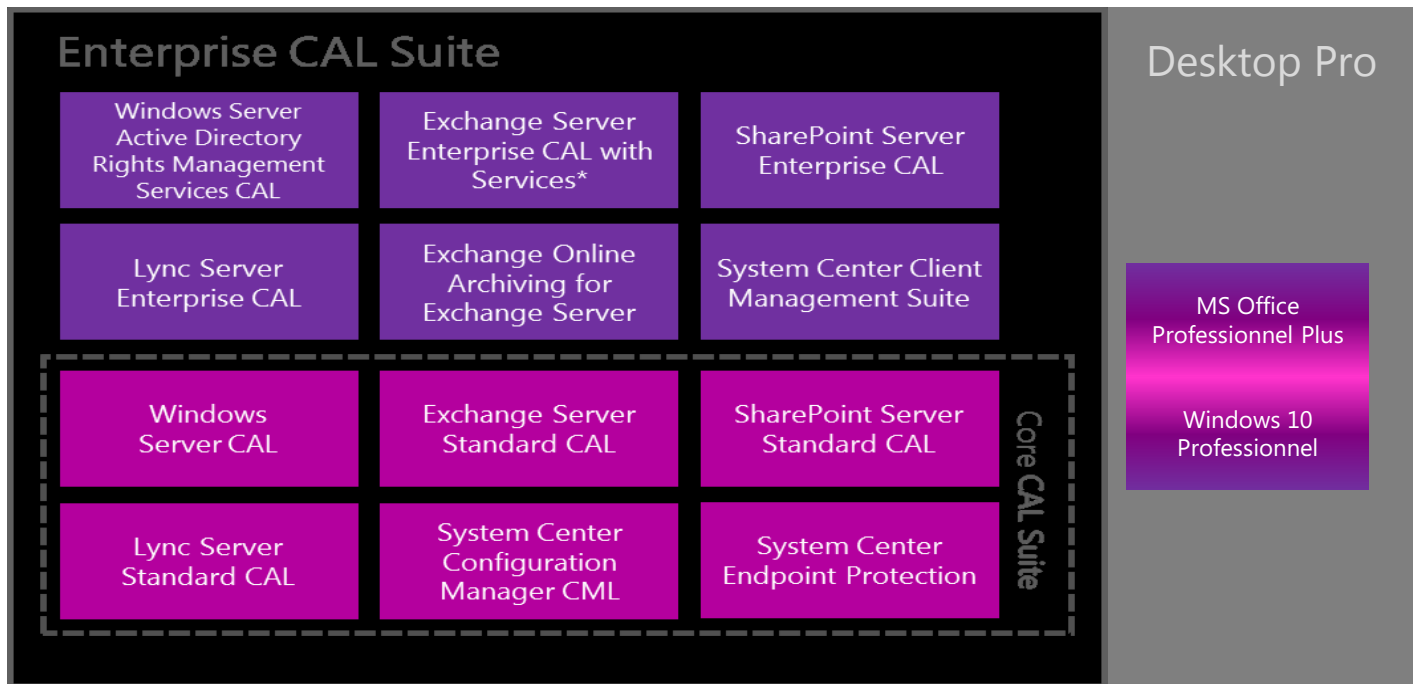 Enterprise CAL Suite
Desktop Pro
Windows Server
Active Directory
Rights Management
Services CAL
Exchange Server
Enterprise CAL with
Services*
SharePoint Server
Enterprise CAL
Lync Server
Enterprise CAL
Exchange Online
Archiving for
Exchange Server
System Center Client
Management Suite
Windows
Server CAL
Exchange Server
Standard CAL
SharePoint Server
Standard CAL
Lync Server
Standard CAL
System Center
Configuration
Manager CML
System Center
Endpoint Protection
Core CAL Suite
MS Office
Professionnel Plus
Windows 10
Professionnel